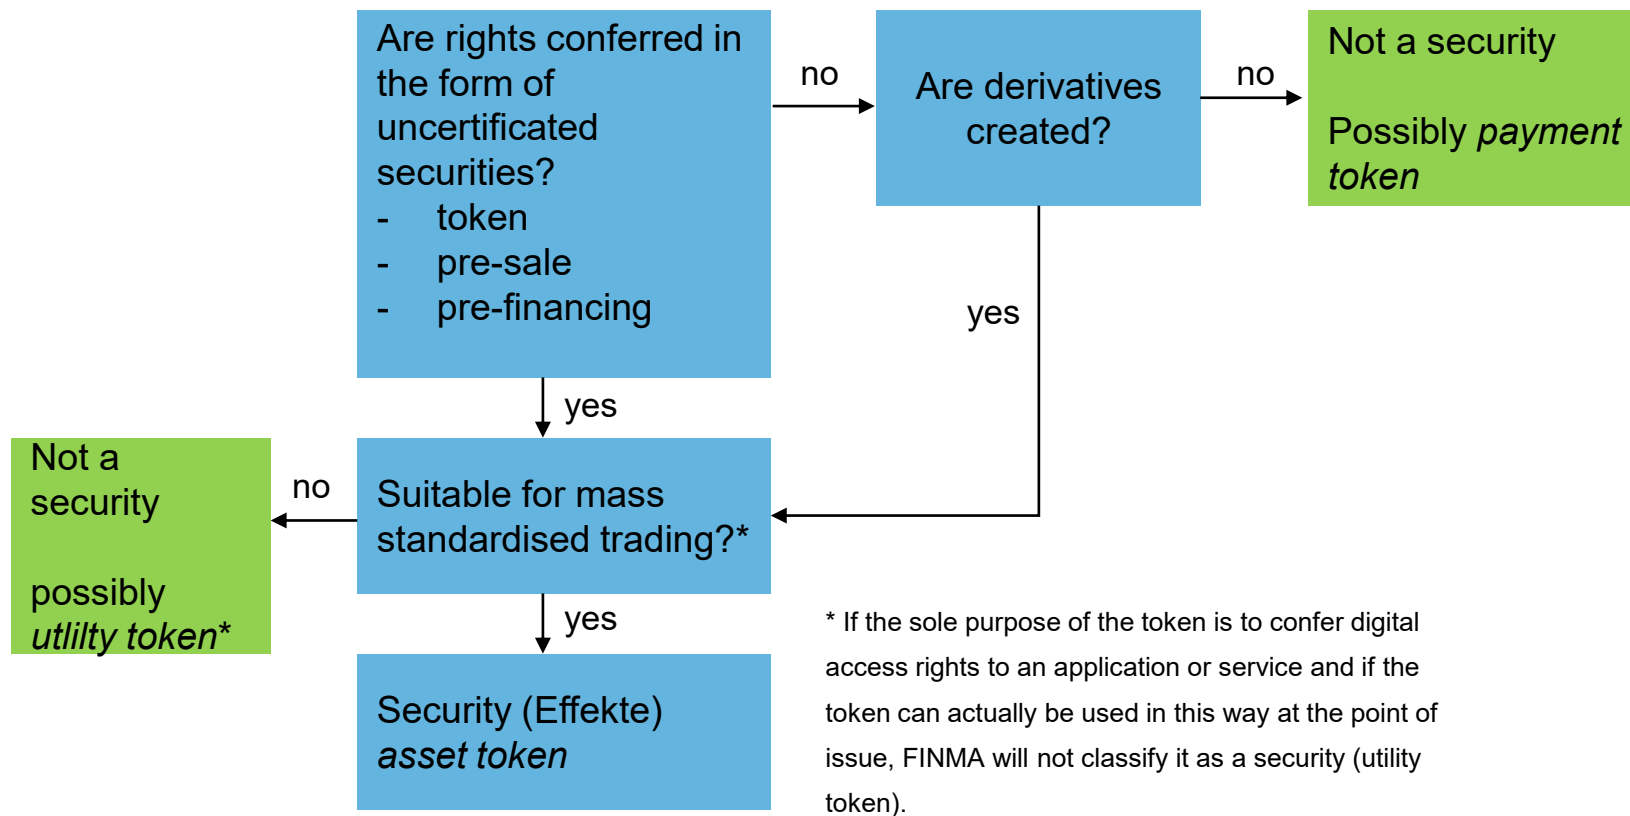 Are rights conferred in
the form of
uncertificated
securities?
- token
- pre-sale
- pre-financing
no
Are derivatives
created?
no
Not a security
Possibly payment
token
yes
yes
Not a
security
possibly
utlilty token*
no
Suitable for mass
standardised trading?*
yes
Security (Effekte)
asset token
* If the sole purpose of the token is to confer digital
access rights to an application or service and if the
token can actually be used in this way at the point of
issue, FINMA will not classify it as a security (utility
token).